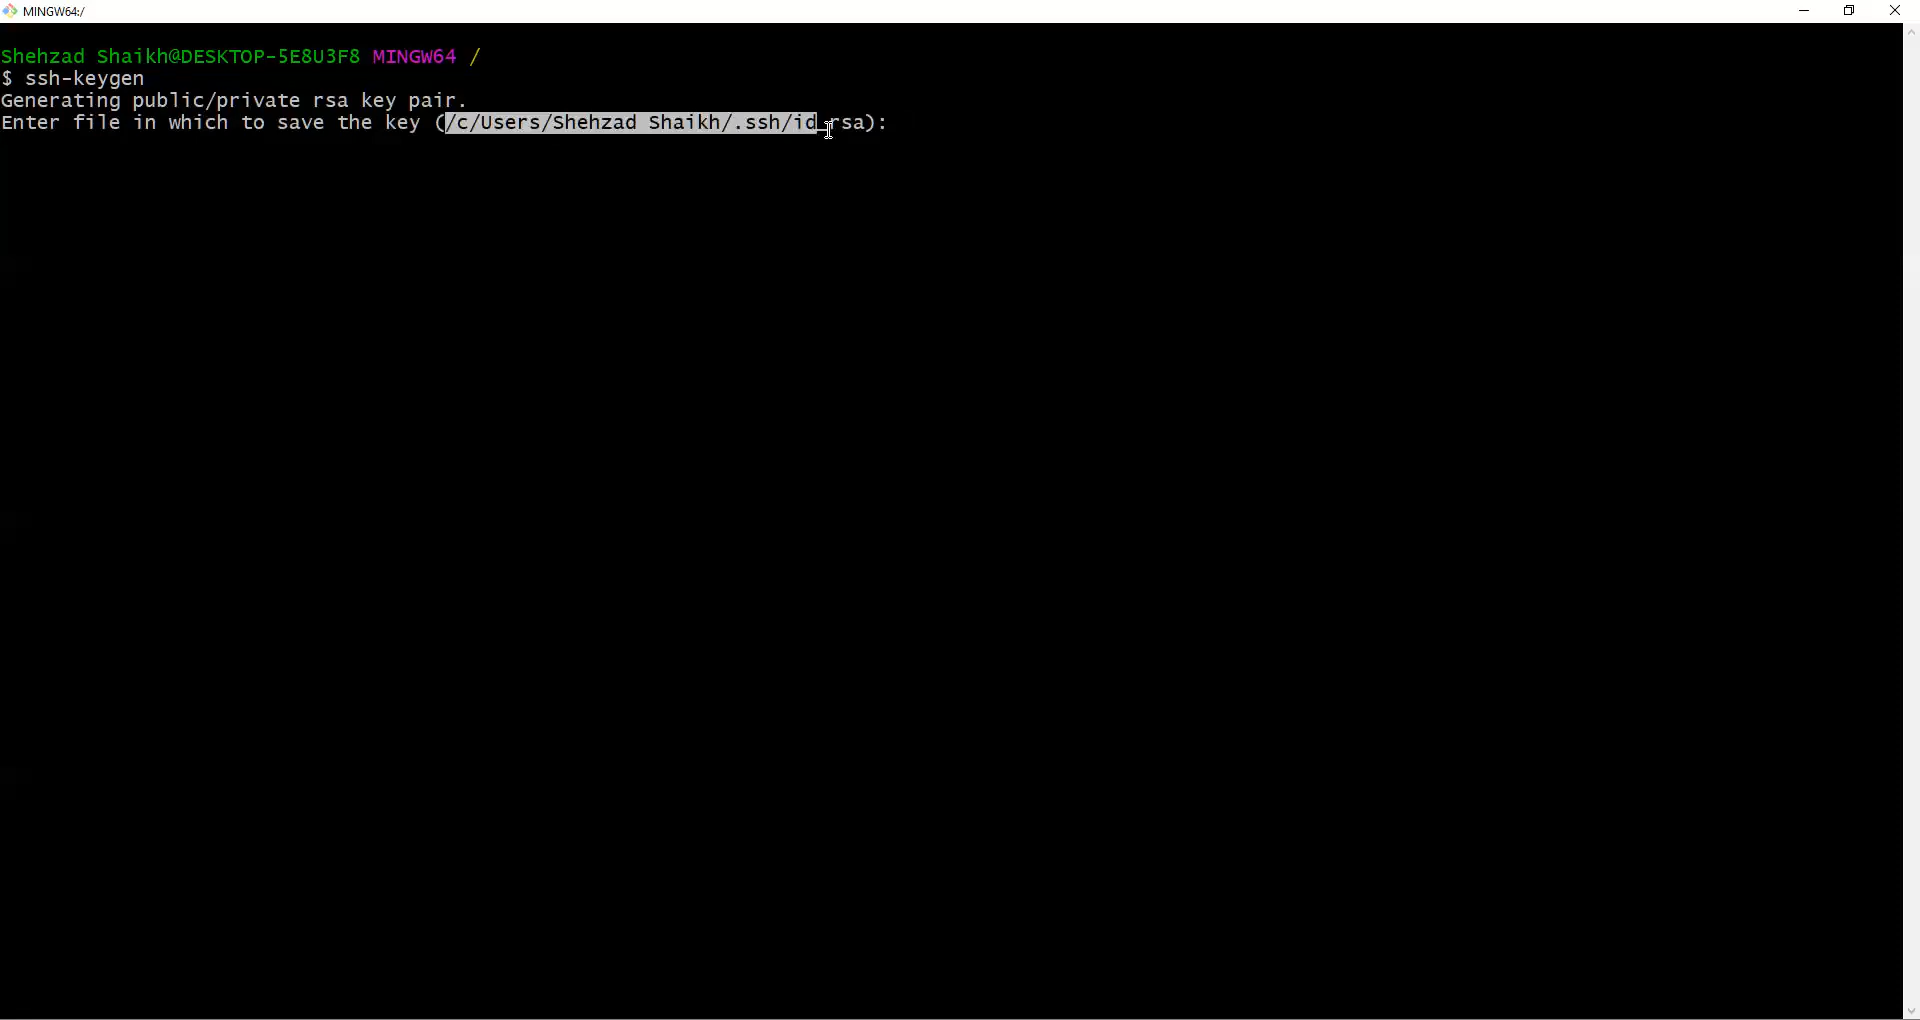 MINGW64:/
Shehzad Shaikh@DESKTOP-5E8U3F8 MINGW64 /
$ ssh-keygen
Generating public/private rsa key pair.
Enter file in which to save the key (/c/Users/Shehzad Shaikh/.ssh/id_rsa):